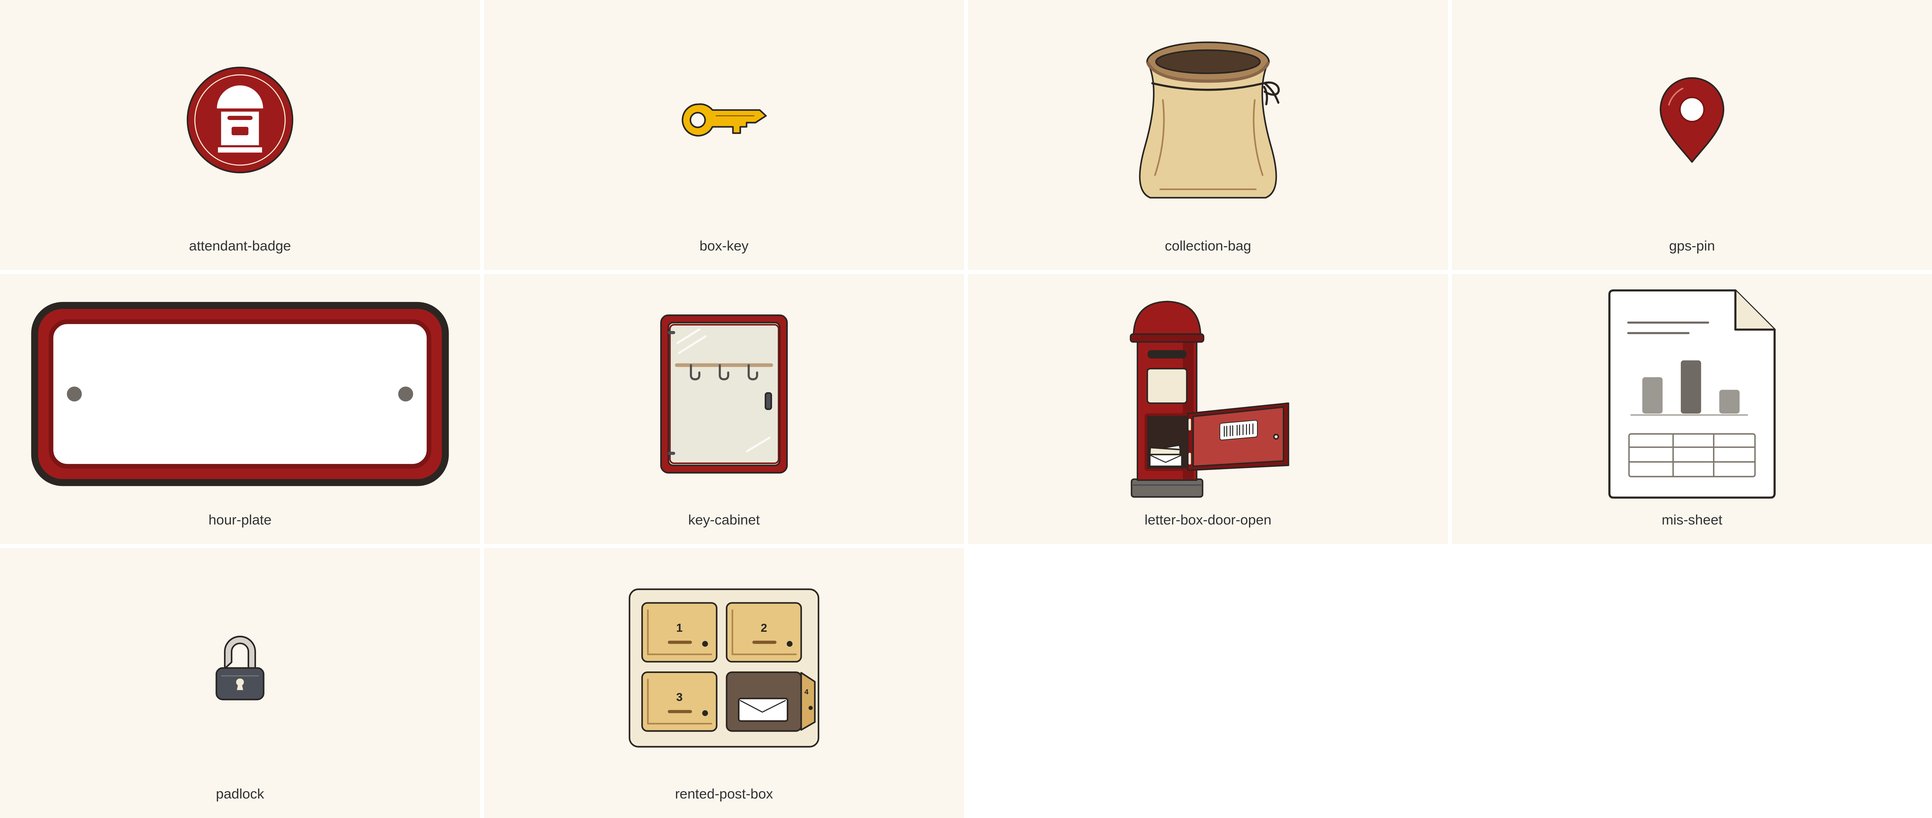 attendant-badge
box-key
collection-bag
gps-pin
hour-plate
key-cabinet
letter-box-door-open
mis-sheet
1
2
3
4
padlock
rented-post-box